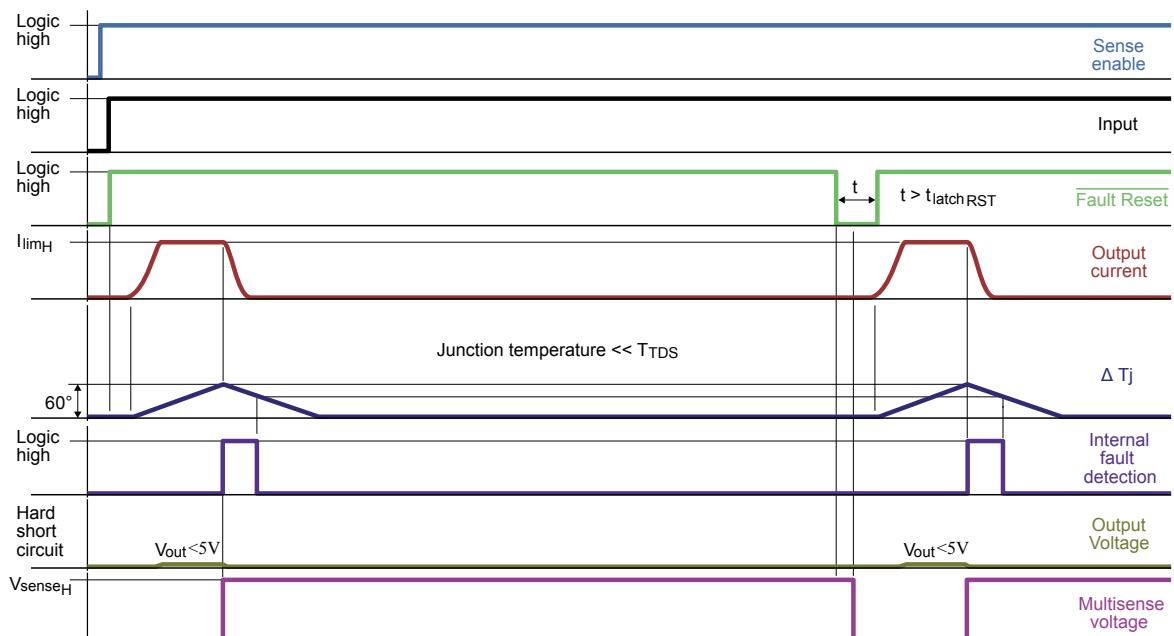 Logic
high
Sense
enable
Logic
high
Input
Logic
high
t
t > tlatch RST
Fault Reset
IlimH
Output
current
Junction temperature << TTDS
Δ Tj
60°
Logic
high
Internal
fault
detection
Hard
short
circuit
Vout<5V
Vout<5V
Output
Voltage
VsenseH
Multisense
voltage